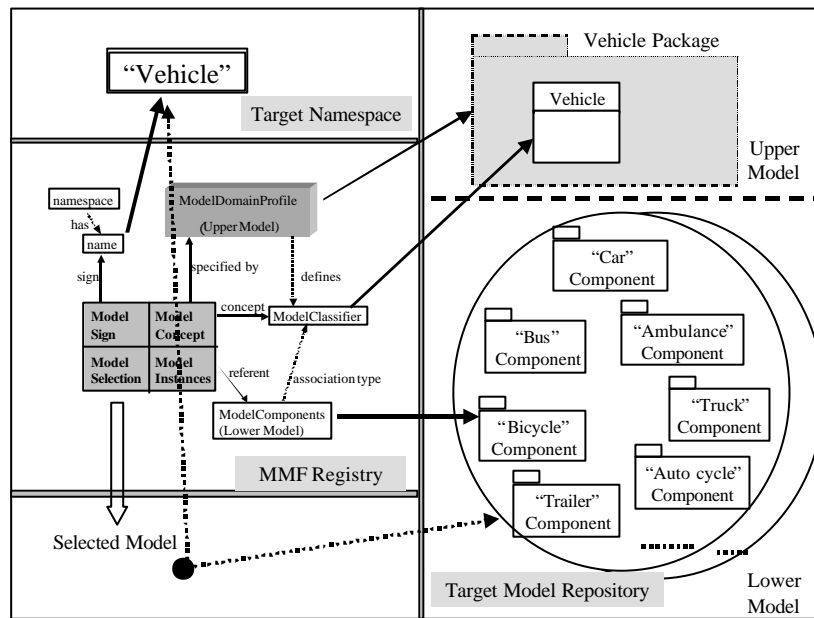 “Vehicle”
Target Namespace
namespace
has
name
sign
ModelDomainProfile
(Upper Model)
specified by
defines
Model
Sign
Model
Concept
Model
Selection
Model
Instances
concept
ModelClassifier
referent
association type
ModelComponents
(Lower Model)
MMF Registry
Selected Model
Vehicle Package
Vehicle
Upper
Model
“Car”
Component
“Bus”
Component
“Ambulance”
Component
“Truck”
Component
“Bicycle”
Component
“Auto cycle”
Component
“Trailer”
Component
Target Model Repository
Lower
Model